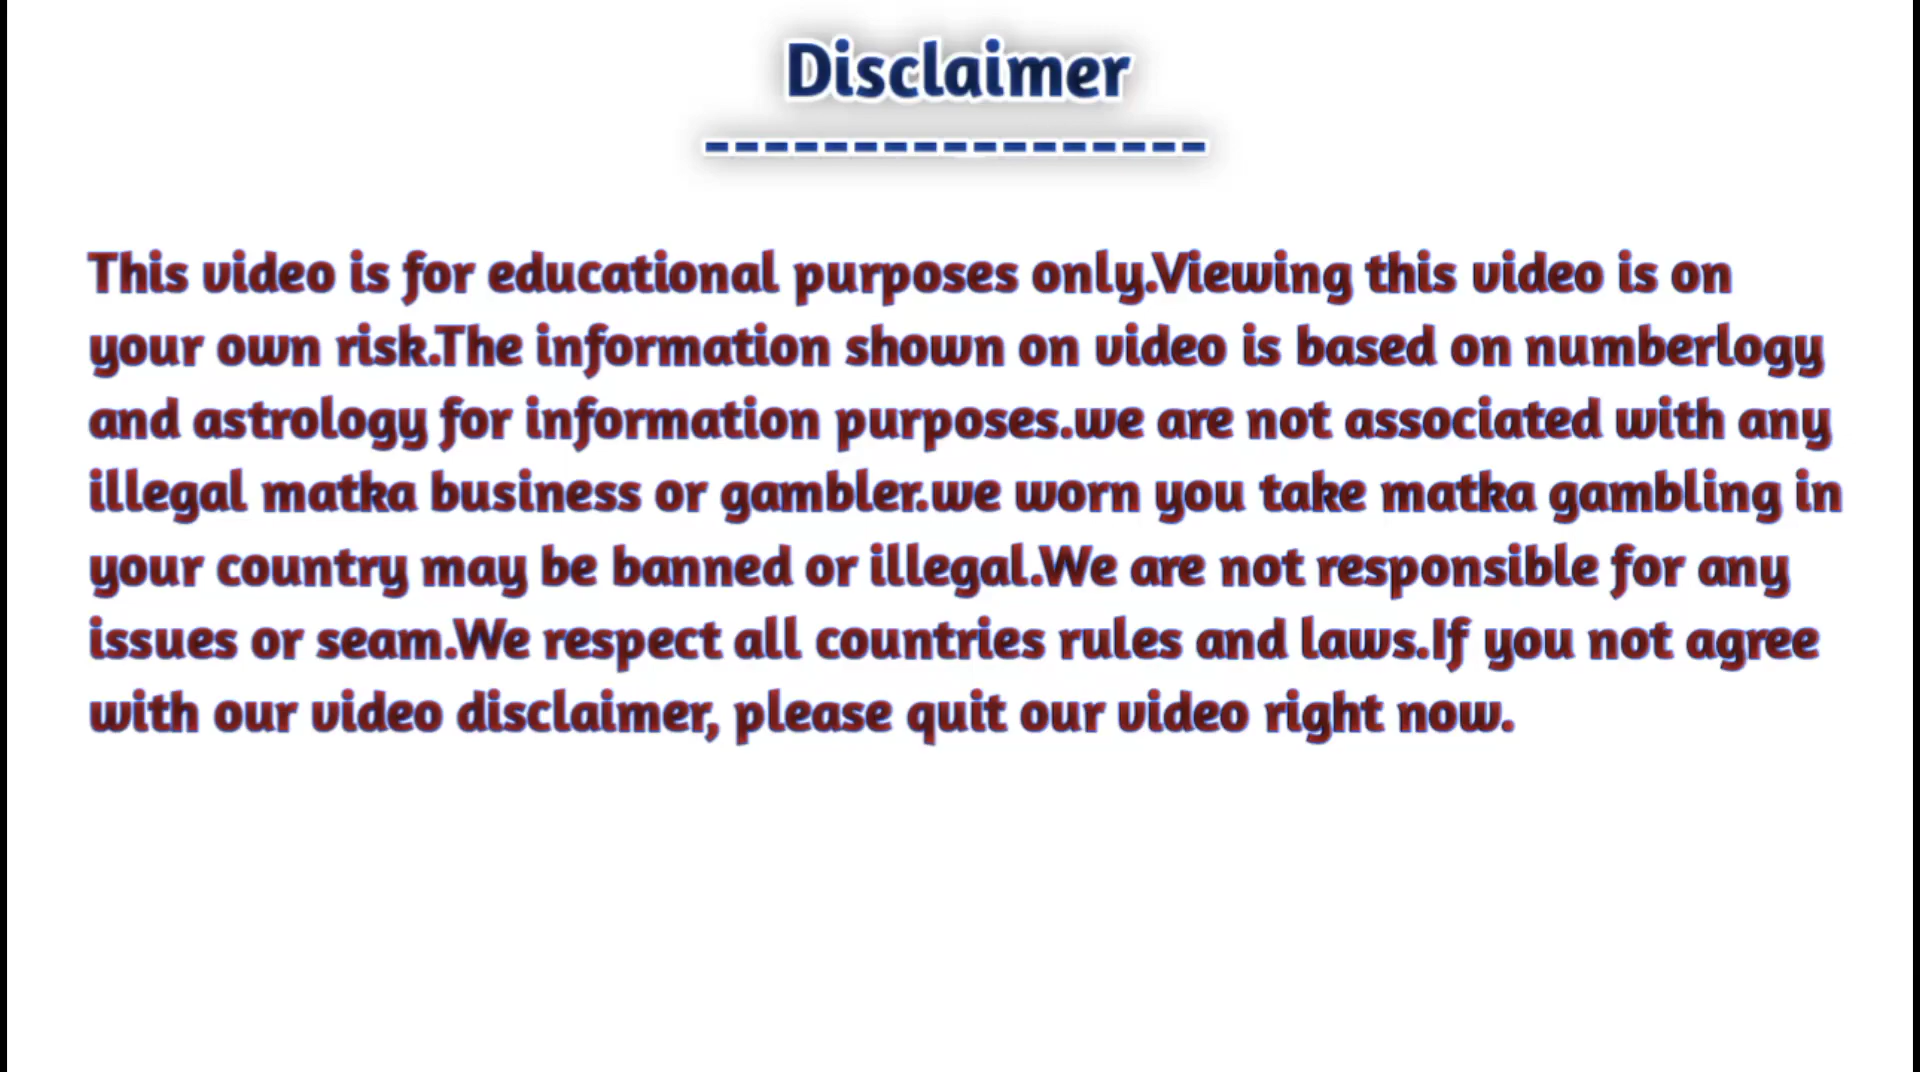 Disclaimer
------------------
This video is for educational purposes only.Viewing this video is on
your own risk.The information shown on video is based on numberlogy
and astrology for information purposes.we are not associated with any
illegal matka business or gambler.we worn you take matka gambling in
your country may be banned or illegal.We are not responsible for any
issues or seam.We respect all countries rules and laws.If you not agree
with our video disclaimer, please quit our video right now.